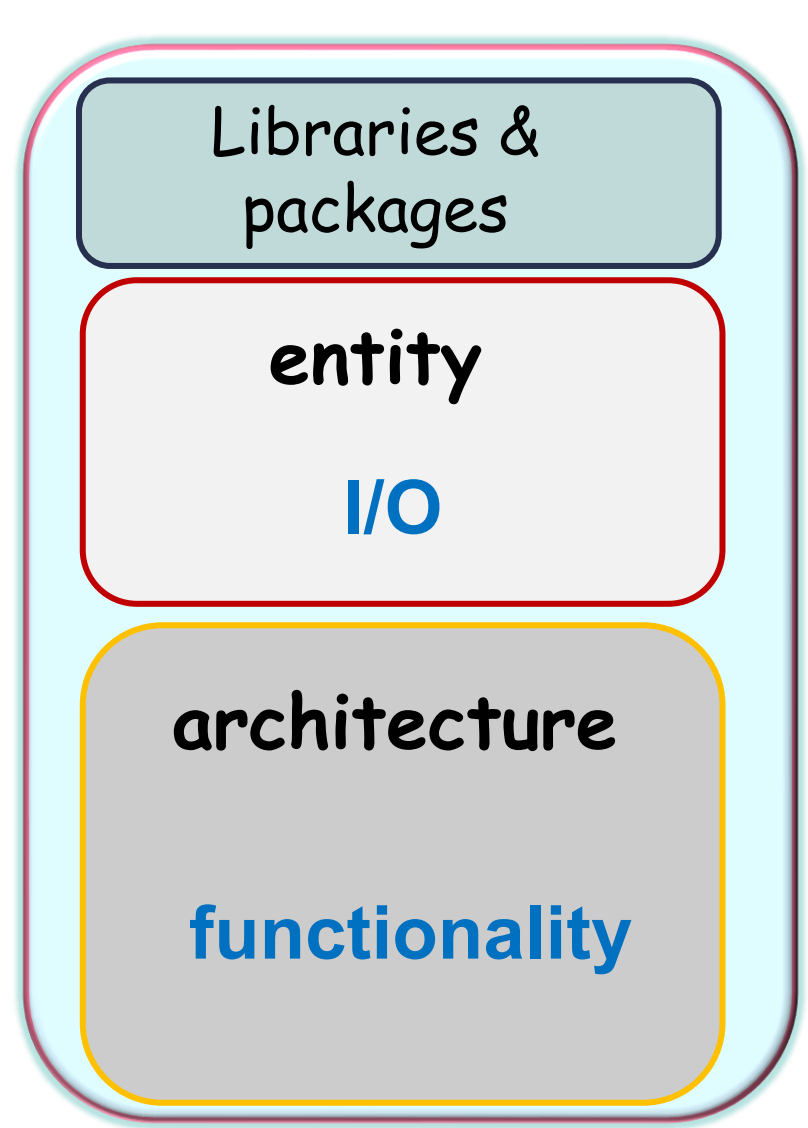 Libraries &
packages
entity
I/O
architecture
functionality